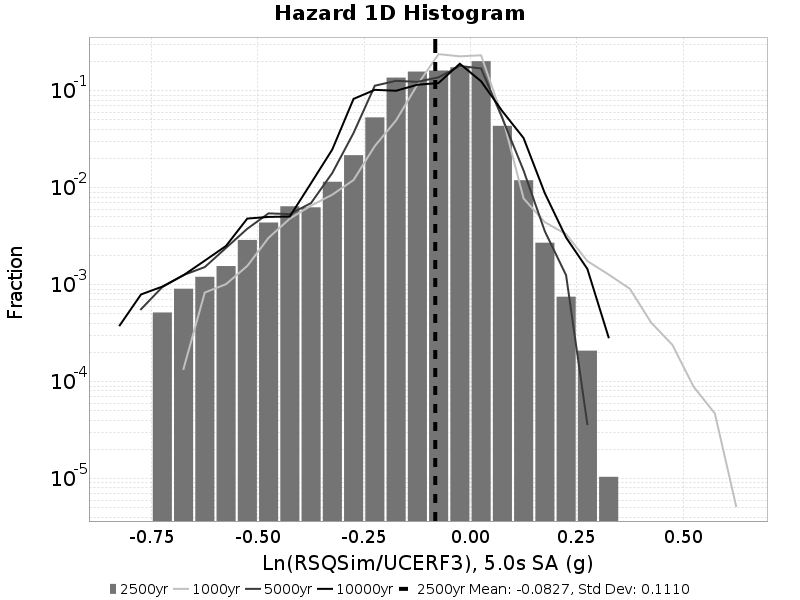 Hazard 1D Histogram
Fraction
10-1
10-2
10-3
10-4
10-5
-0.75 -0.50 -0.25 0.00 0.25 0.50
Ln(RSQSim/UCERF3), 5.0s SA (g)
2500yr 1000yr 5000yr 10000yr 2500yr Mean: -0.0827, Std Dev: 0.1110